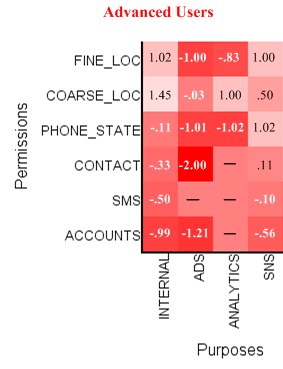 Advanced Users
Permissions
FINE_LOC 1.02 -1.00 -.83 1.00
COARSE_LOC 1.45 -.03 1.00 .50
PHONE_STATE -.11 -1.01 -1.02 1.02
CONTACT -.33 -2.00 — .11
SMS -.50 — — -.10
ACCOUNTS -.99 -1.21 — -.56
INTERNAL ADS ANALYTICS SNS
Purposes